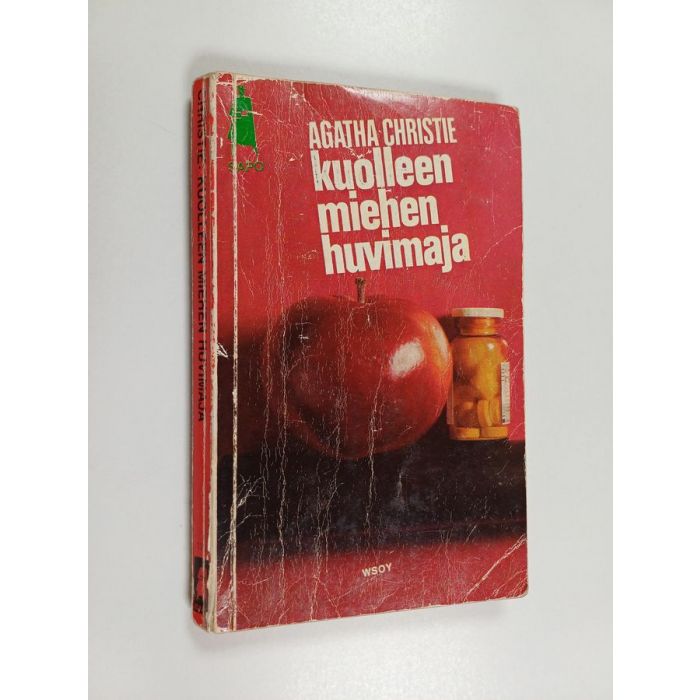 SAPO
AGATHA CHRISTIE
kuolleen
miehen
huvimaja
WSOY
CHRISTIE KUOLLEEN MIEHEN HUVIMAJA